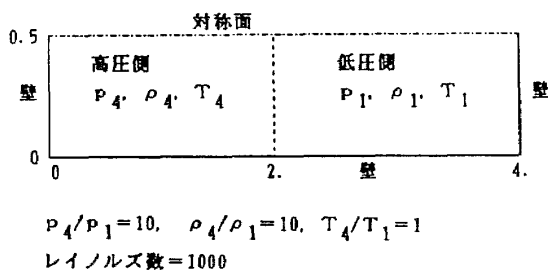 対称面
0.5
高圧側
低圧側
壁
p₄, ρ₄, T₄
p₁, ρ₁, T₁
壁
0
0
2.
壁
4.
p₄/p₁=10, ρ₄/ρ₁=10, T₄/T₁=1
レイノルズ数=1000